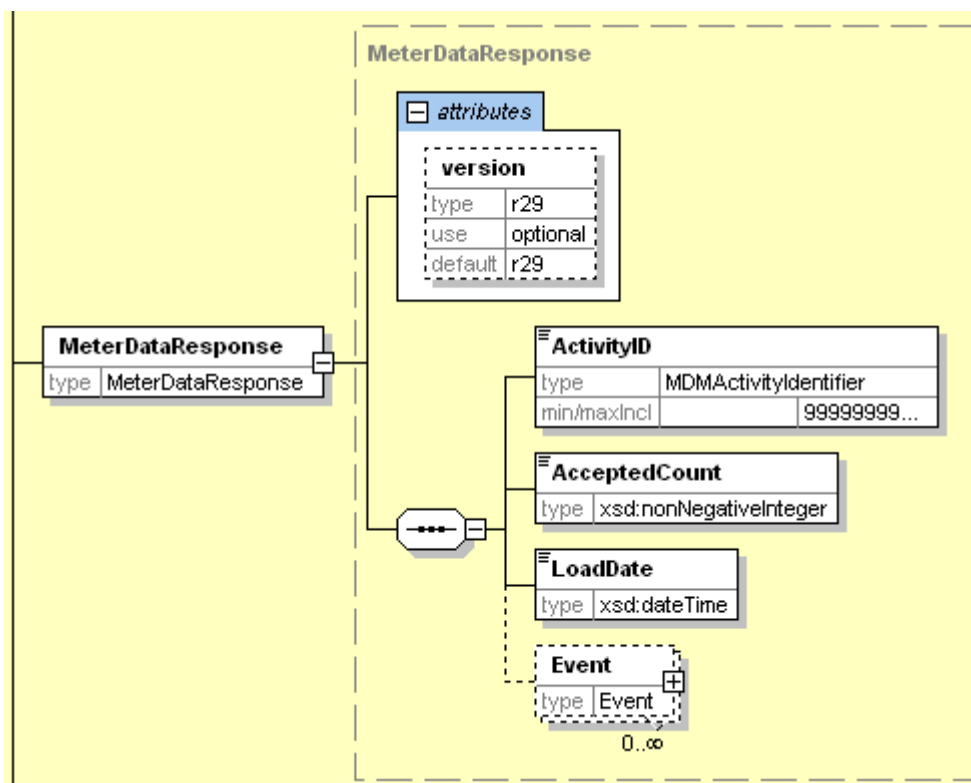 MeterDataResponse
attributes
version
type r29
use optional
default r29
MeterDataResponse
type MeterDataResponse
ActivityID
type MDMActivityIdentifier
min/maxIncl 99999999...
AcceptedCount
type xsd:nonNegativeInteger
LoadDate
type xsd:dateTime
Event
type Event
0..∞